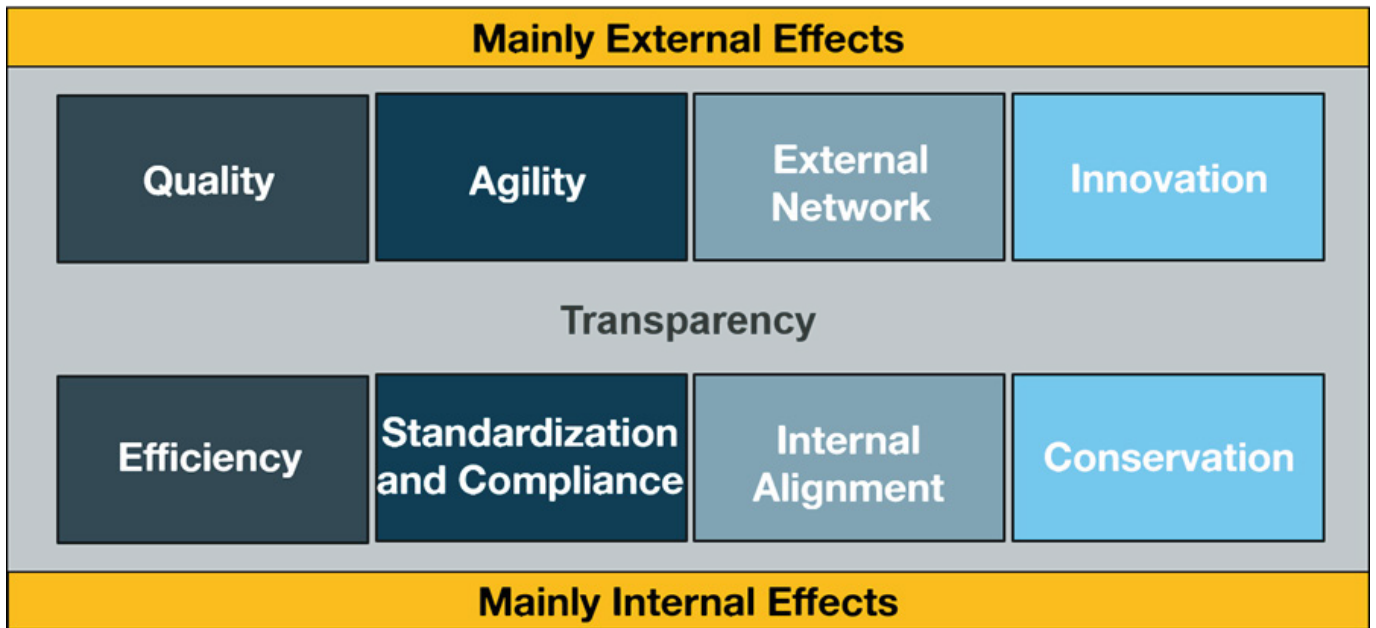 Mainly External Effects
Quality
Agility
External
Network
Innovation
Transparency
Efficiency
Standardization
and Compliance
Internal
Alignment
Conservation
Mainly Internal Effects